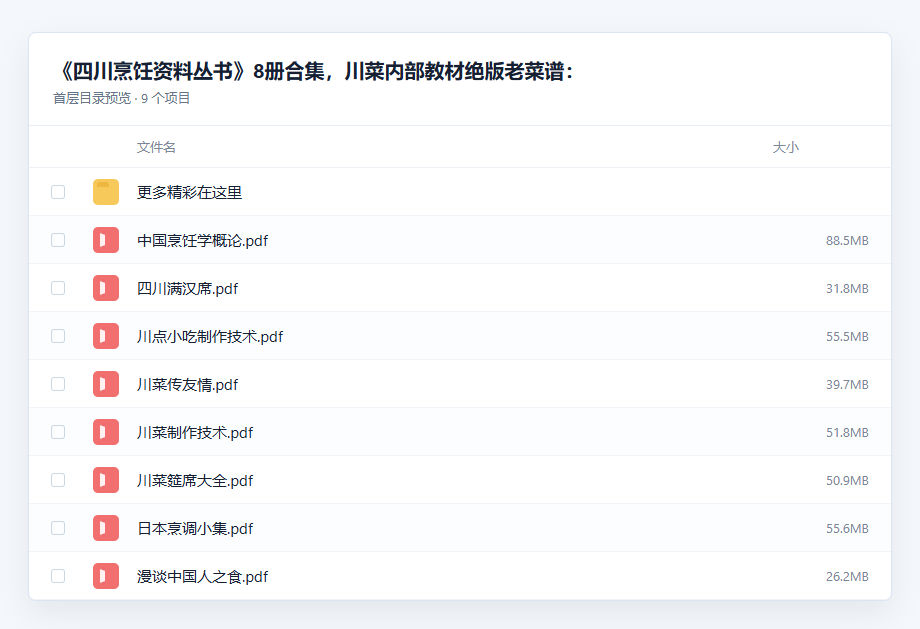 《四川烹饪资料丛书》8册合集，川菜内部教材绝版老菜谱：
首层目录预览 · 9 个项目
文件名 大小
更多精彩在这里
中国烹饪学概论.pdf 88.5MB
四川满汉席.pdf 31.8MB
川点小吃制作技术.pdf 55.5MB
川菜传友情.pdf 39.7MB
川菜制作技术.pdf 51.8MB
川菜筵席大全.pdf 50.9MB
日本烹调小集.pdf 55.6MB
漫谈中国人之食.pdf 26.2MB